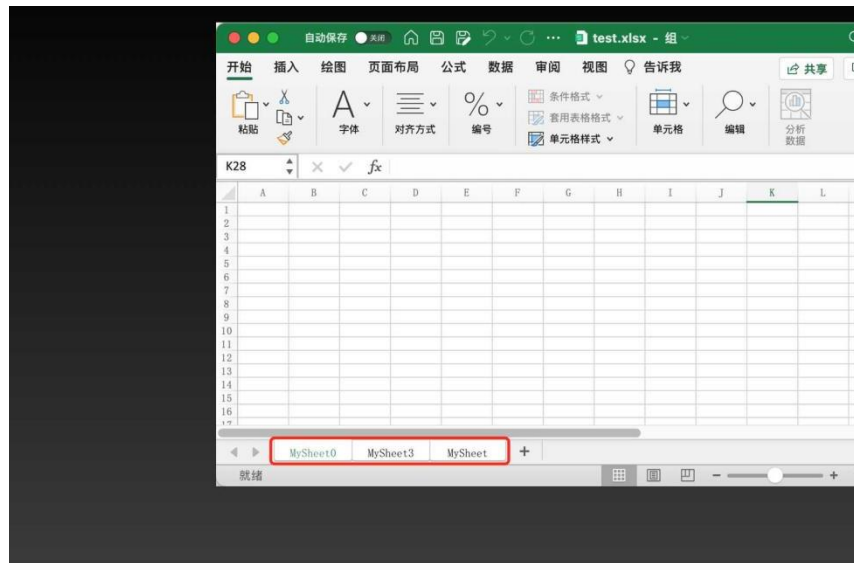 自动保存 关闭 ... test.xlsx - 组
开始 插入 绘图 页面布局 公式 数据 审阅 视图 告诉我 共享
粘贴 字体 对齐方式 % 编号 条件格式 套用表格格式 单元格样式 单元格 编辑 分析数据
K28 fx
A B C D E F G H I J K L
1
2
3
4
5
6
7
8
9
10
11
12
13
14
15
16
17
MySheet0 MySheet3 MySheet +
就绪 - +